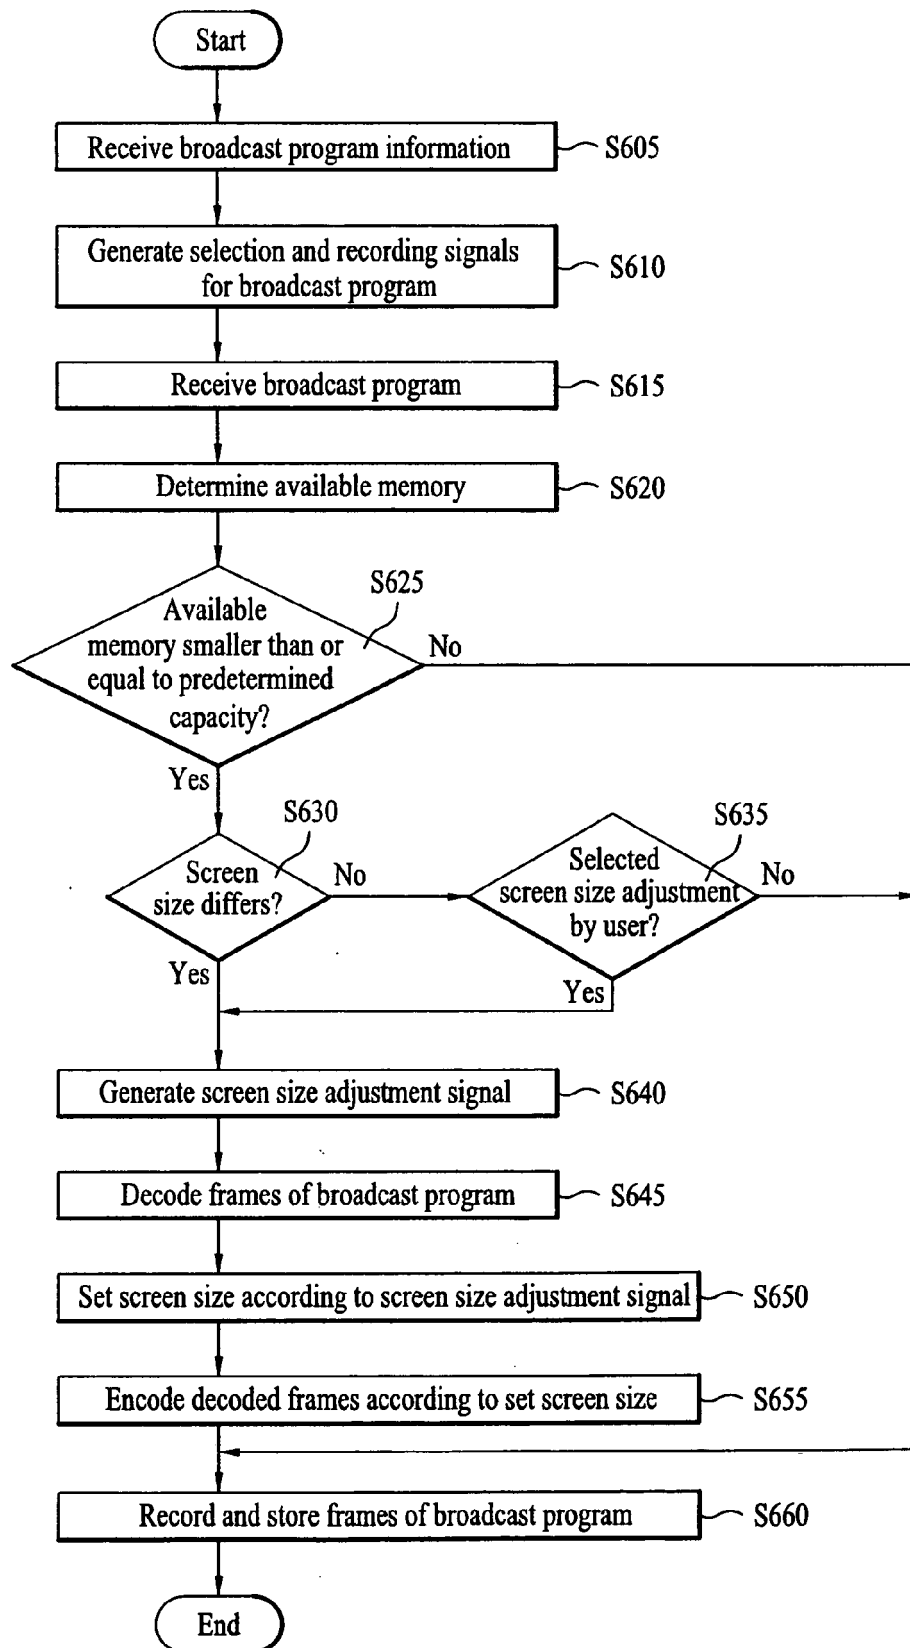 Start
Receive broadcast program information
S605
Generate selection and recording signals
for broadcast program
S610
Receive broadcast program
S615
Determine available memory
S620
S625
Available
memory smaller than or
equal to predetermined
capacity?
No
Yes
S630
Screen
size differs?
No
Yes
S635
Selected
screen size adjustment
by user?
No
Yes
Generate screen size adjustment signal
S640
Decode frames of broadcast program
S645
Set screen size according to screen size adjustment signal
S650
Encode decoded frames according to set screen size
S655
Record and store frames of broadcast program
S660
End